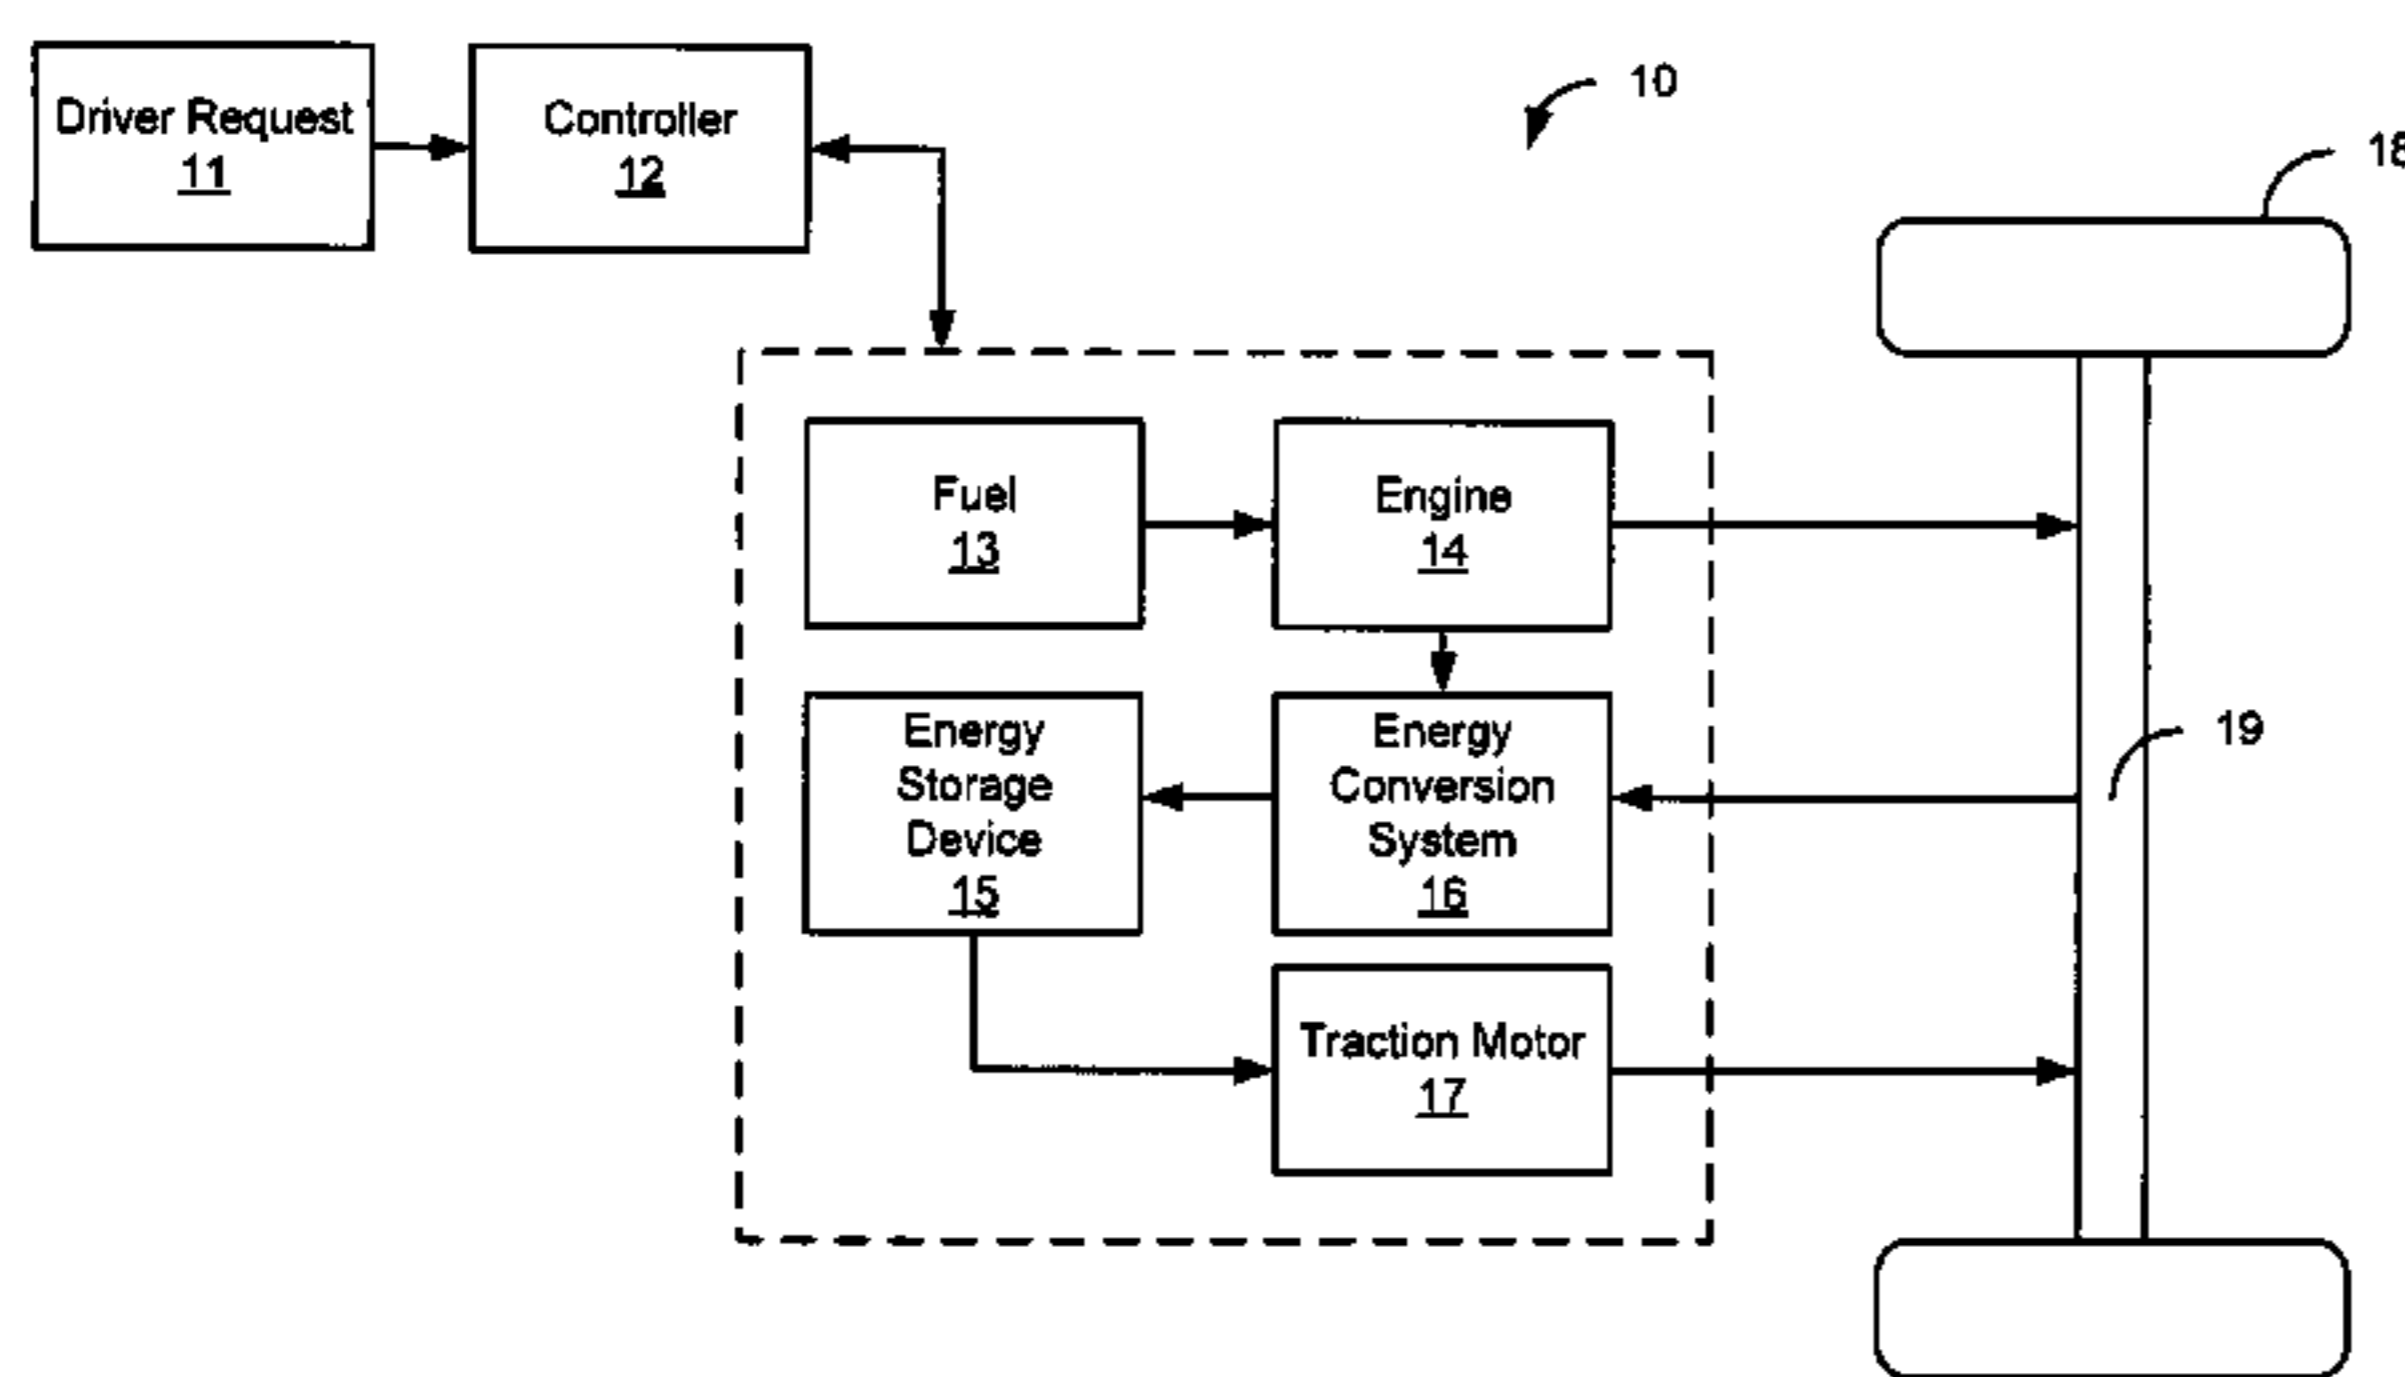 Driver Request
11
Controller
12
10
18
Fuel
13
Engine
14
Energy
Storage
Device
15
Energy
Conversion
System
16
19
Traction Motor
17